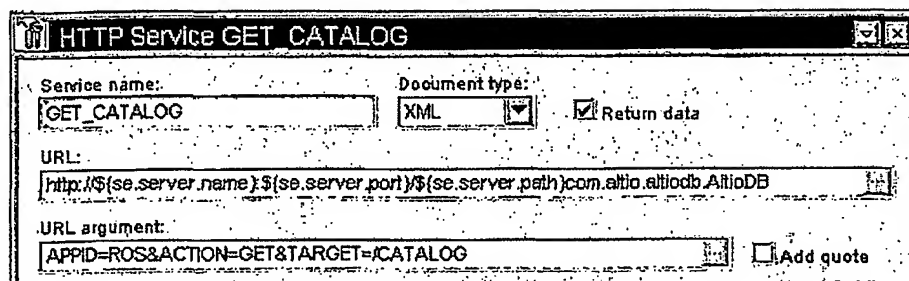 HTTP Service GET_CATALOG
Service name: Document type:
GET_CATALOG XML Return data
URL:
http://${se.server.name}:${se.server.port}/${se.server.path}com.altio.altiodb.AltioDB
URL argument:
APPID=ROS&ACTION=GET&TARGET=/CATALOG Add quote